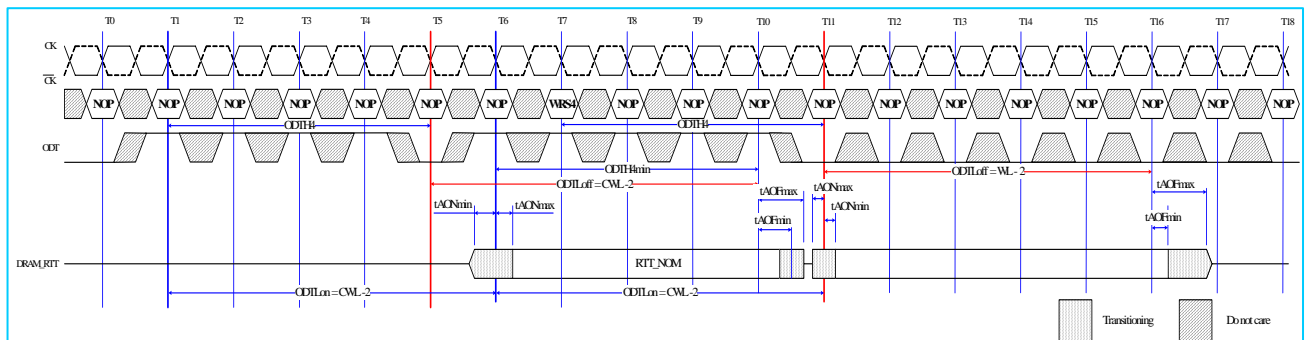 T0 T1 T2 T3 T4 T5 T6 T7 T8 T9 T10 T11 T12 T13 T14 T15 T16 T17 T18
CK
CK
NOP NOP NOP NOP NOP NOP NOP WRS4 NOP NOP NOP NOP NOP NOP NOP NOP NOP NOP NOP
ODTH4 ODTH4
ODT
ODTH4min ODTLoff = WL - 2
ODTLoff = CWL - 2
tAOFmax tAONmax tAOFmax
tAONmin tAONmax tAONmin
tAOFmin tAOFmin
DRAM_RTT RTT_NOM
ODTLon = CWL - 2 ODTLon = CWL - 2
Transitioning Do not care